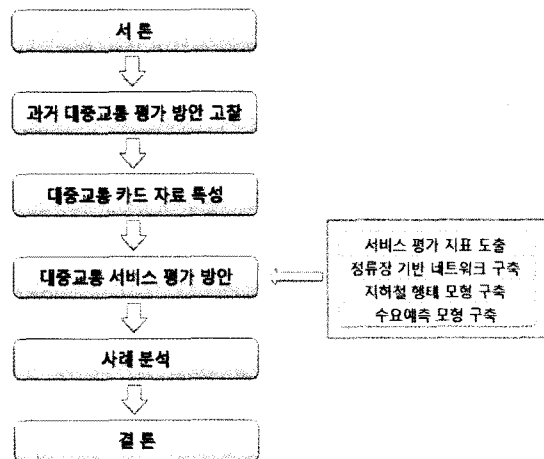 서 론
과거 대중교통 평가 방안 고찰
대중교통 카드 자료 특성
대중교통 서비스 평가 방안
서비스 평가 지표 도출
정류장 기반 네트워크 구축
지하철 행태 모형 구축
수요예측 모형 구축
사례 분석
결 론